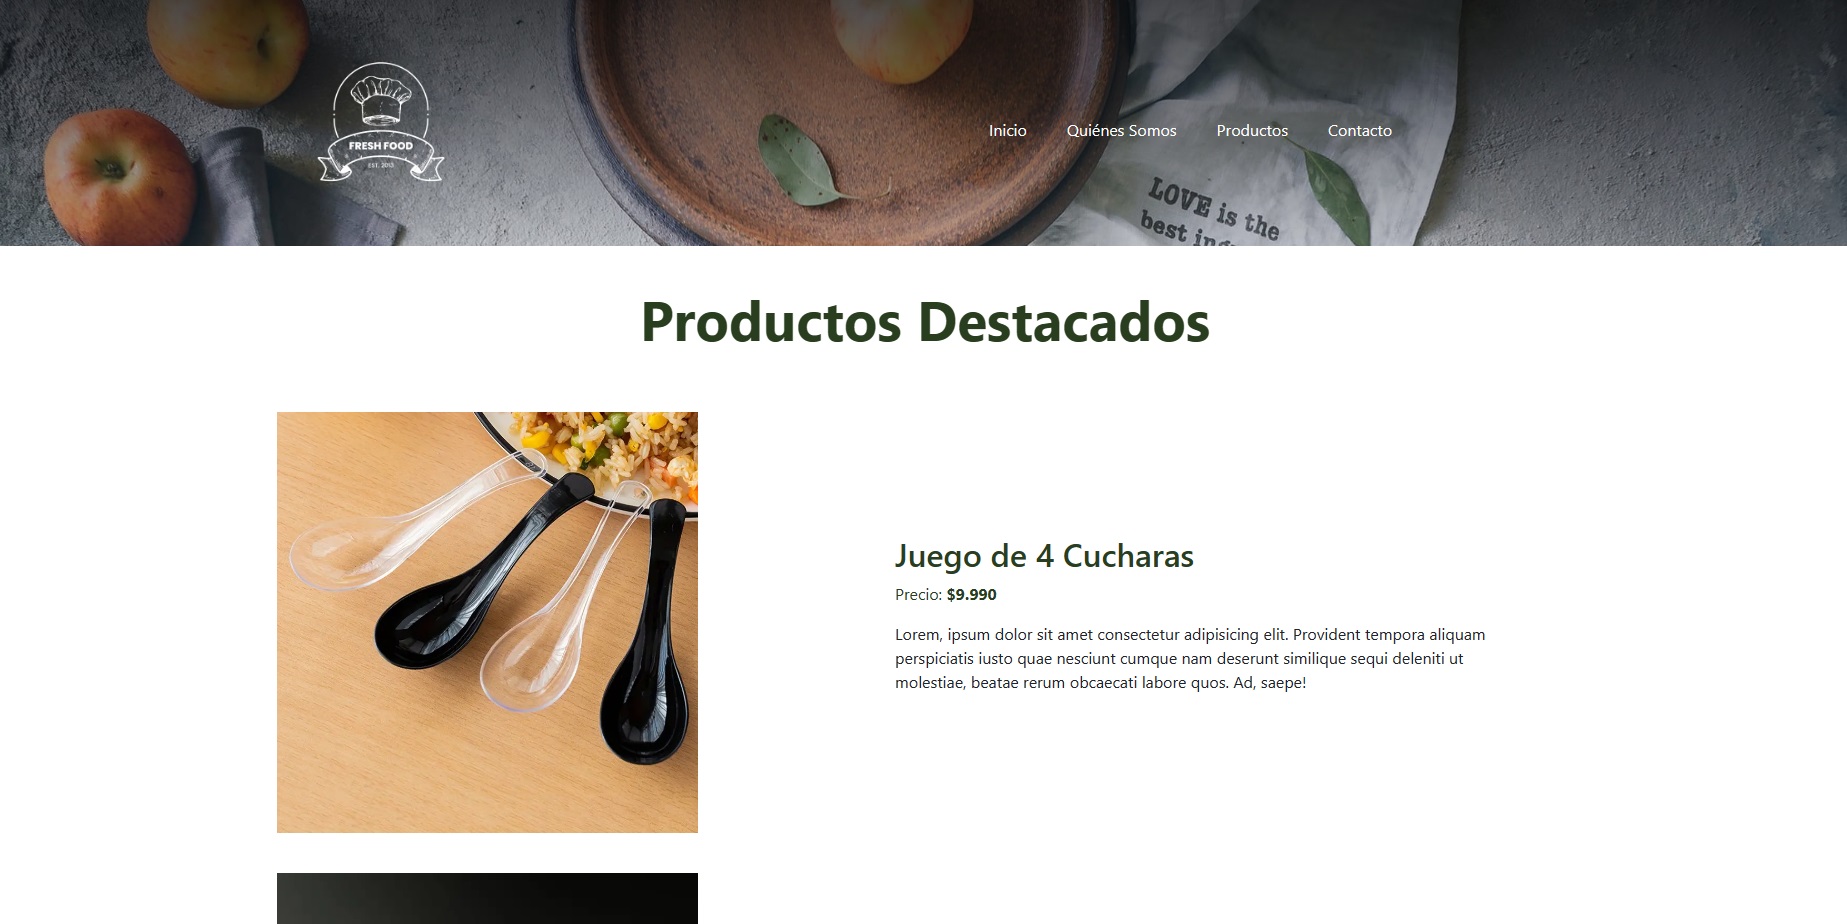 FRESH FOOD
EST. 2013
Inicio Quiénes Somos Productos Contacto
LOVE is the
best
Productos Destacados
Juego de 4 Cucharas
Precio: $9.990
Lorem, ipsum dolor sit amet consectetur adipisicing elit. Provident tempora aliquam
perspiciatis iusto quae nesciunt cumque nam deserunt similique sequi deleniti ut
molestiae, beatae rerum obcaecati labore quos. Ad, saepe!